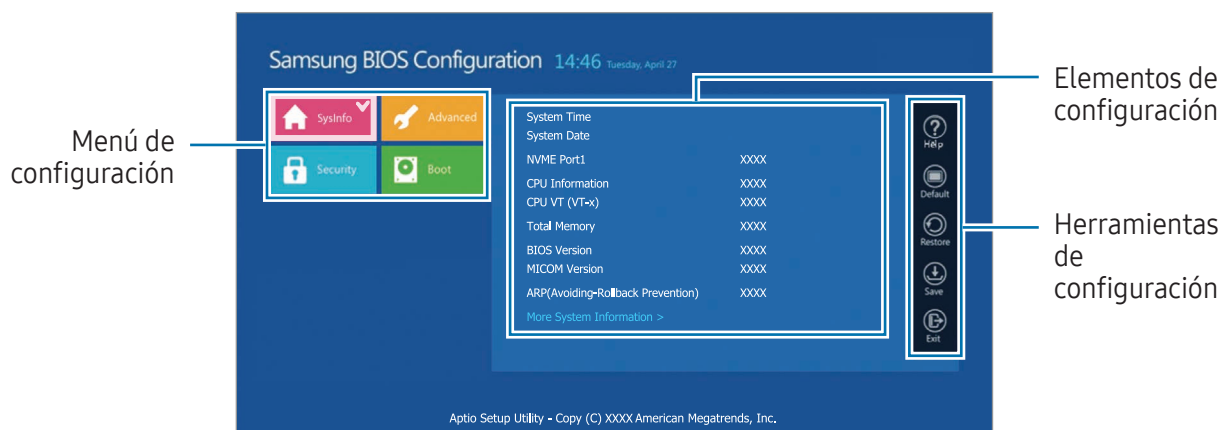 Samsung BIOS Configuration 14:46 Tuesday, April 27
Menú de
configuración
SysInfo
Advanced
Security
Boot
System Time
System Date
NVME Port1 XXXX
CPU Information XXXX
CPU VT (VT-x) XXXX
Total Memory XXXX
BIOS Version XXXX
MICOM Version XXXX
ARP(Avoiding-Rollback Prevention) XXXX
More System Information >
Help
Default
Restore
Save
Exit
Elementos de
configuración
Herramientas
de
configuración
Aptio Setup Utility - Copy (C) XXXX American Megatrends, Inc.